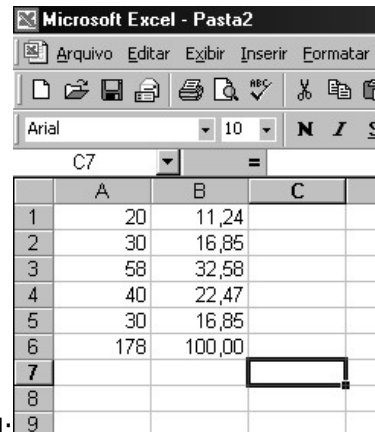 Microsoft Excel - Pasta2
Arquivo Editar Exibir Inserir Formatar
ABC
Arial 10 N I S
C7 =
A B C
1 20 11,24
2 30 16,85
3 58 32,58
4 40 22,47
5 30 16,85
6 178 100,00
7
8
9